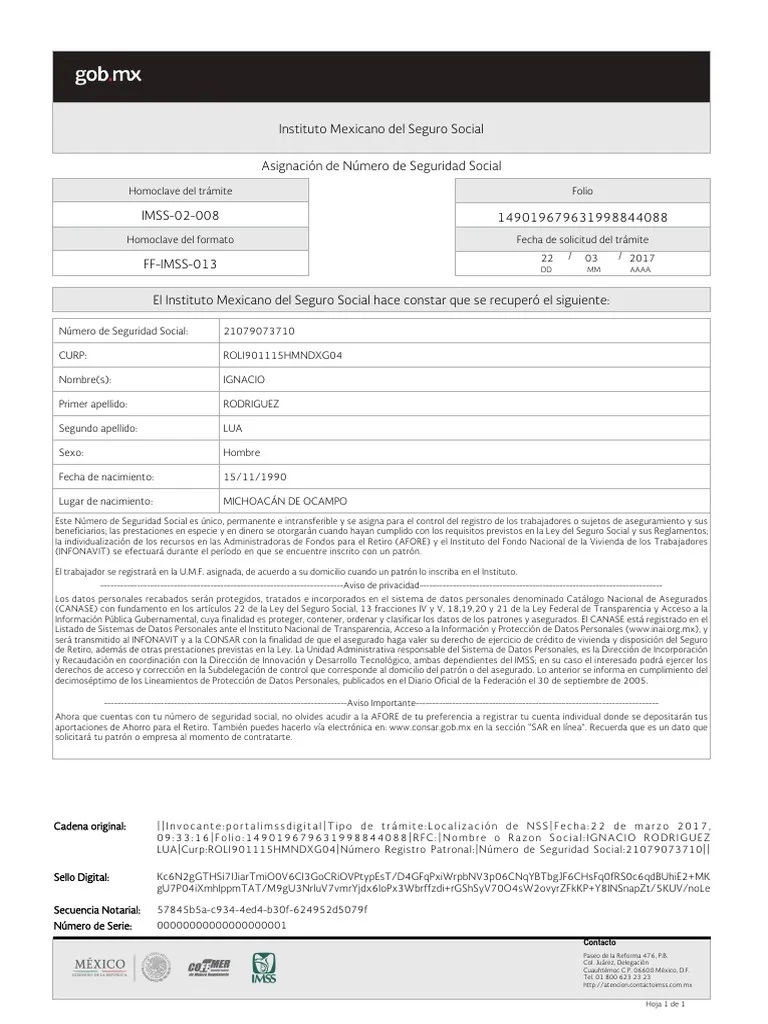 gob.mx
Instituto Mexicano del Seguro Social
Asignación de Número de Seguridad Social
Homoclave del trámite
IMSS-02-008
Homoclave del formato
FF-IMSS-013
Folio
149019679631998844088
Fecha de solicitud del trámite
22 / 03 / 2017
DD MM AAAA
El Instituto Mexicano del Seguro Social hace constar que se recuperó el siguiente:
Número de Seguridad Social: 21079073710
CURP: ROLI901115HMNDXG04
Nombre(s): IGNACIO
Primer apellido: RODRIGUEZ
Segundo apellido: LUA
Sexo: Hombre
Fecha de nacimiento: 15/11/1990
Lugar de nacimiento: MICHOACÁN DE OCAMPO
Este Número de Seguridad Social es único, permanente e intransferible y se asigna para el control del registro de los trabajadores o sujetos de aseguramiento y sus
beneficiarios; las prestaciones en especie y en dinero se otorgarán cuando hayan cumplido con los requisitos previstos en la Ley del Seguro Social y sus Reglamentos;
la individualización de los recursos en las Administradoras de Fondos para el Retiro (AFORE) y el Instituto del Fondo Nacional de la Vivienda de los Trabajadores
(INFONAVIT) se efectuará durante el período en que se encuentre inscrito con un patrón.
El trabajador se registrará en la U.M.F. asignada, de acuerdo a su domicilio cuando un patrón lo inscriba en el Instituto.
--------Aviso de privacidad--------
Los datos personales recabados serán protegidos, tratados e incorporados en el sistema de datos personales denominado Catálogo Nacional de Asegurados
(CANASE) con fundamento en los artículos 22 de la Ley del Seguro Social, 13 fracciones IV y V, 18,19,20 y 21 de la Ley Federal de Transparencia y Acceso a la
Información Pública Gubernamental, cuya finalidad es proteger, contener, ordenar y clasificar los datos de los patrones y asegurados. El CANASE está registrado en el
Listado de Sistemas de Datos Personales ante el Instituto Nacional de Transparencia, Acceso a la Información y Protección de Datos Personales (www.inai.org.mx), y
será transmitido al INFONAVIT y a la CONSAR con la finalidad de que el asegurado haga valer su derecho de ejercicio de crédito de vivienda y disposición del Seguro
de Retiro, además de otras prestaciones previstas en la Ley. La Unidad Administrativa responsable del Sistema de Datos Personales, es la Dirección de Incorporación
y Recaudación en coordinación con la Dirección de Innovación y Desarrollo Tecnológico, ambas dependientes del IMSS; en su caso el interesado podrá ejercer los
derechos de acceso y corrección en la Subdelegación de control que corresponde al domicilio del patrón o del asegurado. Lo anterior se informa en cumplimiento del
decimoséptimo de los Lineamientos de Protección de Datos Personales, publicados en el Diario Oficial de la Federación el 30 de septiembre de 2005.
--------Aviso Importante--------
Ahora que cuentas con tu número de seguridad social, no olvides acudir a la AFORE de tu preferencia a registrar tu cuenta individual donde se depositarán tus
aportaciones de Ahorro para el Retiro. También puedes hacerlo vía electrónica en: www.consar.gob.mx en la sección "SAR en línea". Recuerda que es un dato que
solicitará tu patrón o empresa al momento de contratarte.
Cadena original: ||Invocante:portalimssdigital|Tipo de trámite:Localización de NSS|Fecha:22 de marzo 2017,
09:33:16|Folio:149019679631998844088|RFC:|Nombre o Razon Social:IGNACIO RODRIGUEZ
LUA|Curp:ROLI901115HMNDXG04|Número Registro Patronal:|Número de Seguridad Social:21079073710||
Sello Digital:
Secuencia Notarial: 57845b5a-c934-4ed4-b30f-624952d5079f
Número de Serie: 00000000000000000001
MÉXICO
GOBIERNO DE LA REPÚBLICA
COFEMER
IMSS
Contacto
Paseo de la Reforma 476, P.B.
Col. Juárez, Delegación
Cuauhtémoc C.P. 06600 México, D.F.
Tel. 01 800 623 23 23
http://atencion.contactoimss.com.mx
Hoja 1 de 1